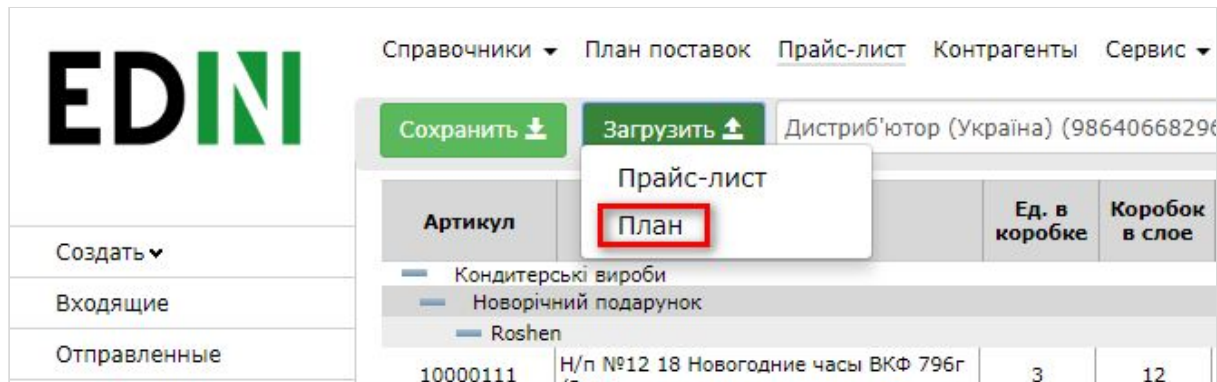 EDIN
Справочники План поставок Прайс-лист Контрагенты Сервис
Сохранить Загрузить Дистриб'ютор (Україна) (9864066829
Прайс-лист
План
Артикул Ед. в коробке Коробок в слое
Создать
Входящие
Отправленные
Кондитерські вироби
Новорічний подарунок
Roshen
10000111 Н/п №12 18 Новогодние часы ВКФ 796г 3 12